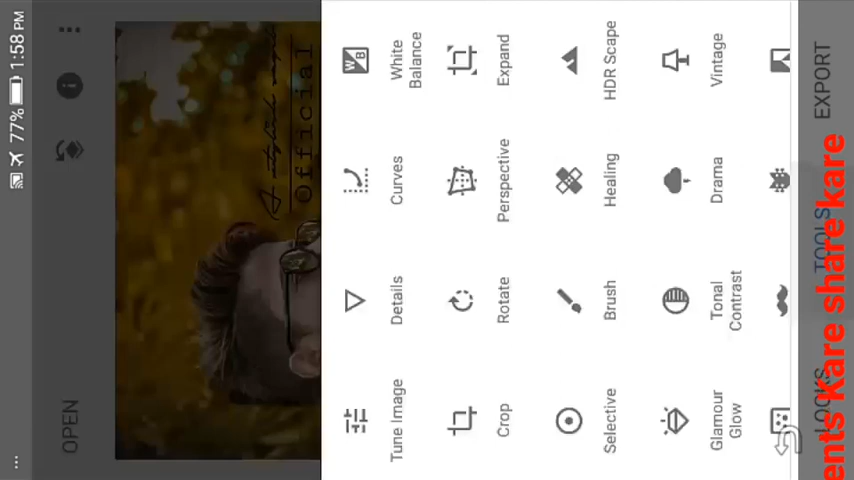 1:58 PM
77%
OPEN
Official
Tune Image
Details
Curves
White
Balance
Crop
Rotate
Perspective
Expand
Selective
Brush
Healing
HDR Scape
Glamour
Glow
Tonal
Contrast
Drama
Vintage
LOOKS
TOOLS
EXPORT
ents Kare share kare